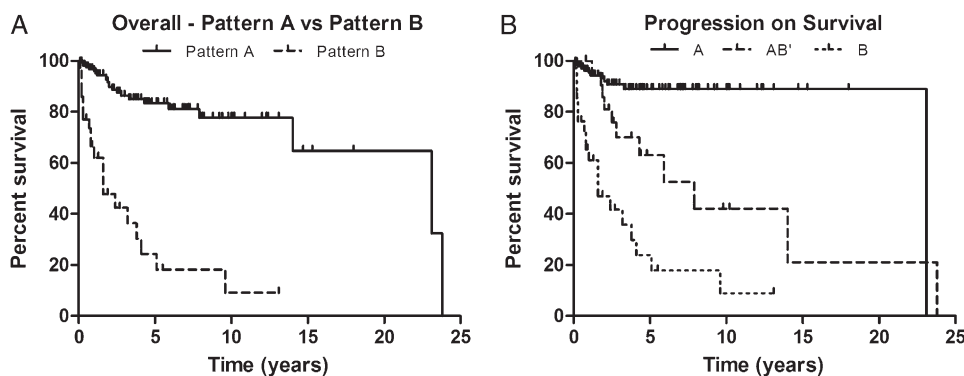 A
Overall - Pattern A vs Pattern B
Pattern A Pattern B
Percent survival
100
80
60
40
20
0
0 5 10 15 20 25
Time (years)
B
Progression on Survival
A AB' B
Percent survival
100
80
60
40
20
0
0 5 10 15 20 25
Time (years)